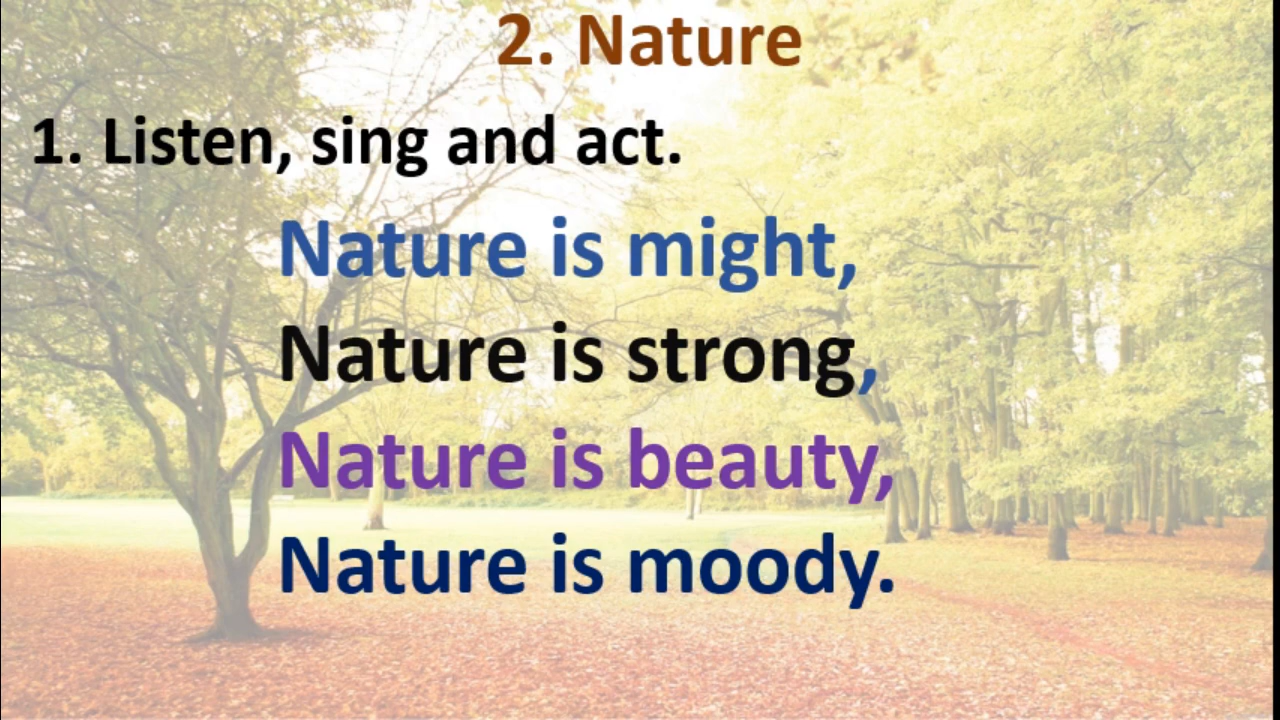 2. Nature
1. Listen, sing and act.
Nature is might,
Nature is strong,
Nature is beauty,
Nature is moody.